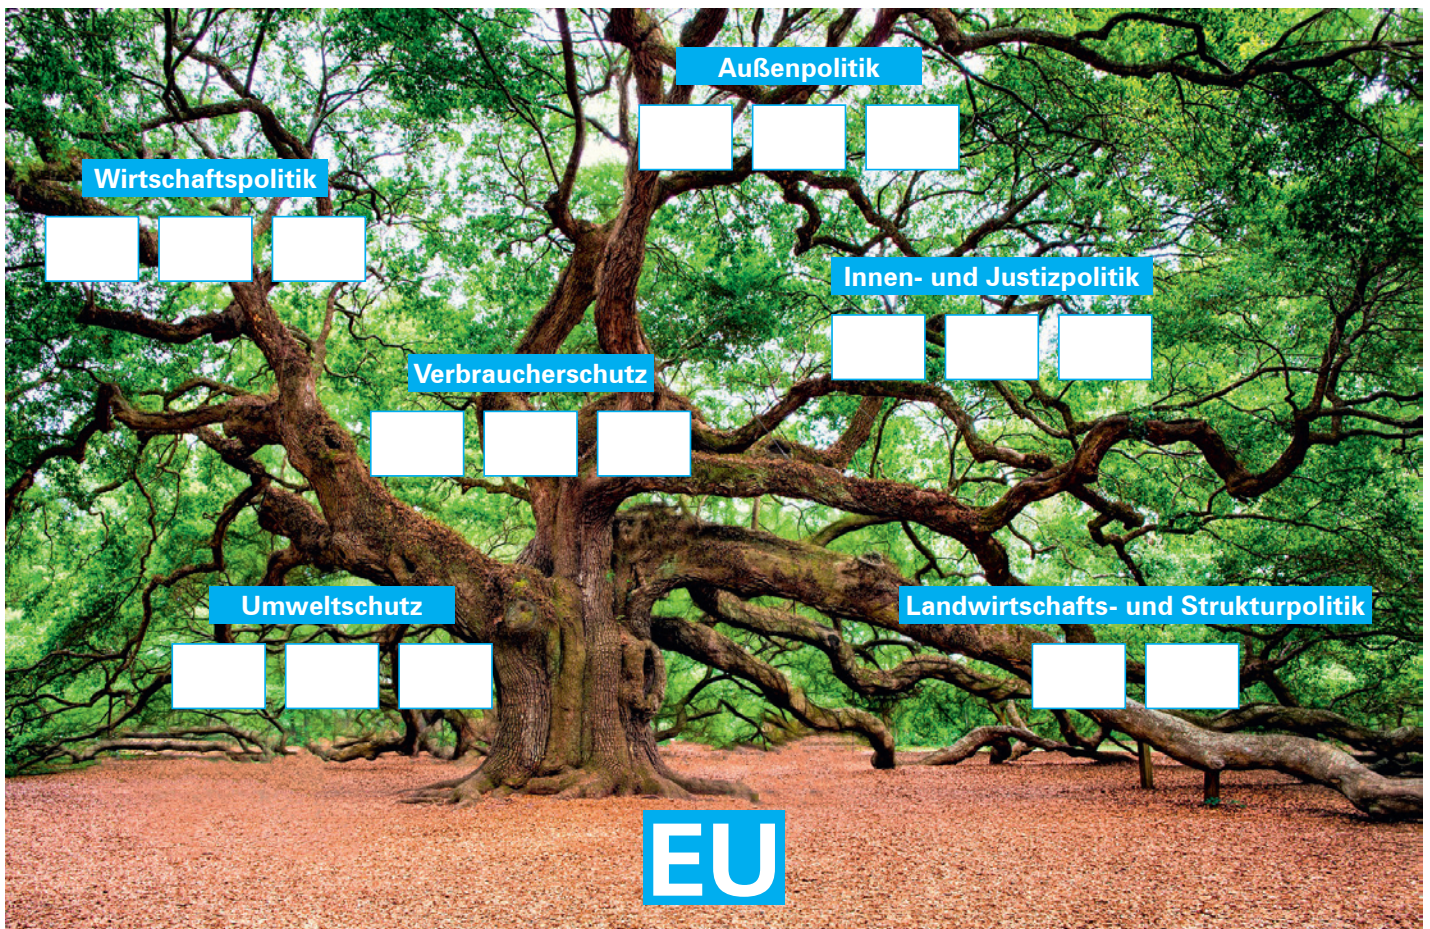 Außenpolitik
Wirtschaftspolitik
Innen- und Justizpolitik
Verbraucherschutz
Umweltschutz
Landwirtschafts- und Strukturpolitik
EU